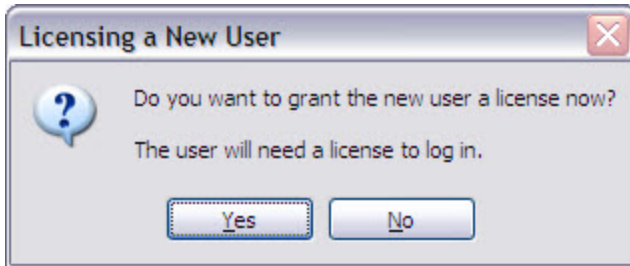 Licensing a New User
Do you want to grant the new user a license now?
The user will need a license to log in.
Yes
No